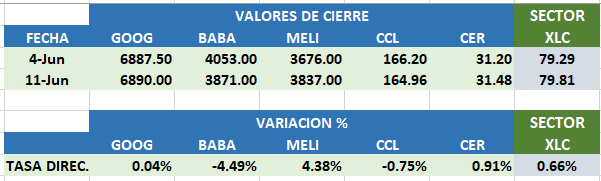 VALORES DE CIERRE SECTOR
FECHA GOOG BABA MELI CCL CER XLC
4-Jun 6887.50 4053.00 3676.00 166.20 31.20 79.29
11-Jun 6890.00 3871.00 3837.00 164.96 31.48 79.81
VARIACION % SECTOR
GOOG BABA MELI CCL CER XLC
TASA DIREC. 0.04% -4.49% 4.38% -0.75% 0.91% 0.66%